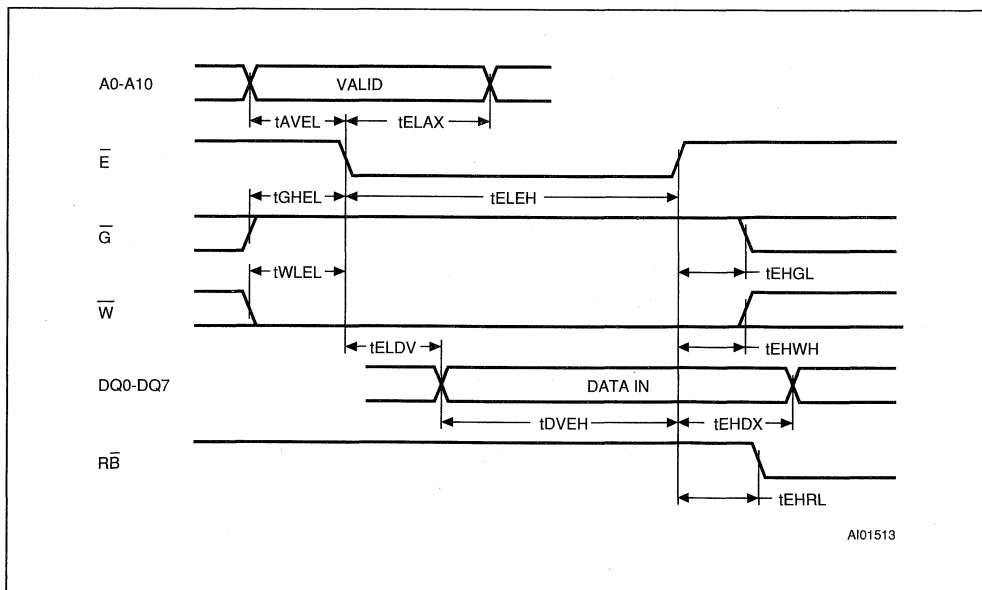 A0-A10
VALID
tAVEL
tELAX
E̅
tGHEL
tELEH
G̅
tWLEL
tEHGL
W̅
tELDV
tEHWH
DQ0-DQ7
DATA IN
tDVEH
tEHDX
RB̅
tEHRL
AI01513